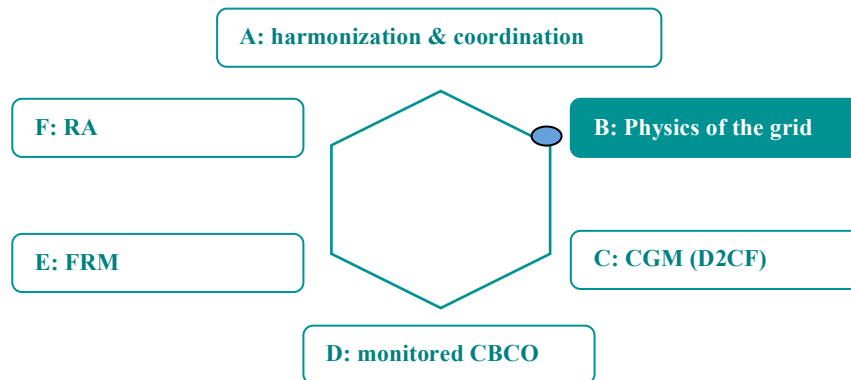 A: harmonization & coordination
F: RA
B: Physics of the grid
E: FRM
C: CGM (D2CF)
D: monitored CBCO